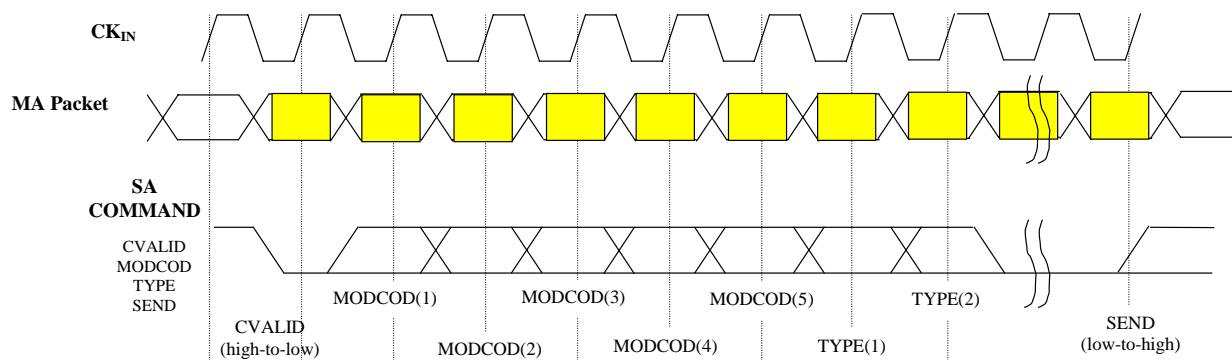 CKIN
MA Packet
SA
COMMAND
CVALID
MODCOD
TYPE
SEND
MODCOD(1)
MODCOD(3)
MODCOD(5)
TYPE(2)
CVALID
(high-to-low)
MODCOD(2)
MODCOD(4)
TYPE(1)
SEND
(low-to-high)